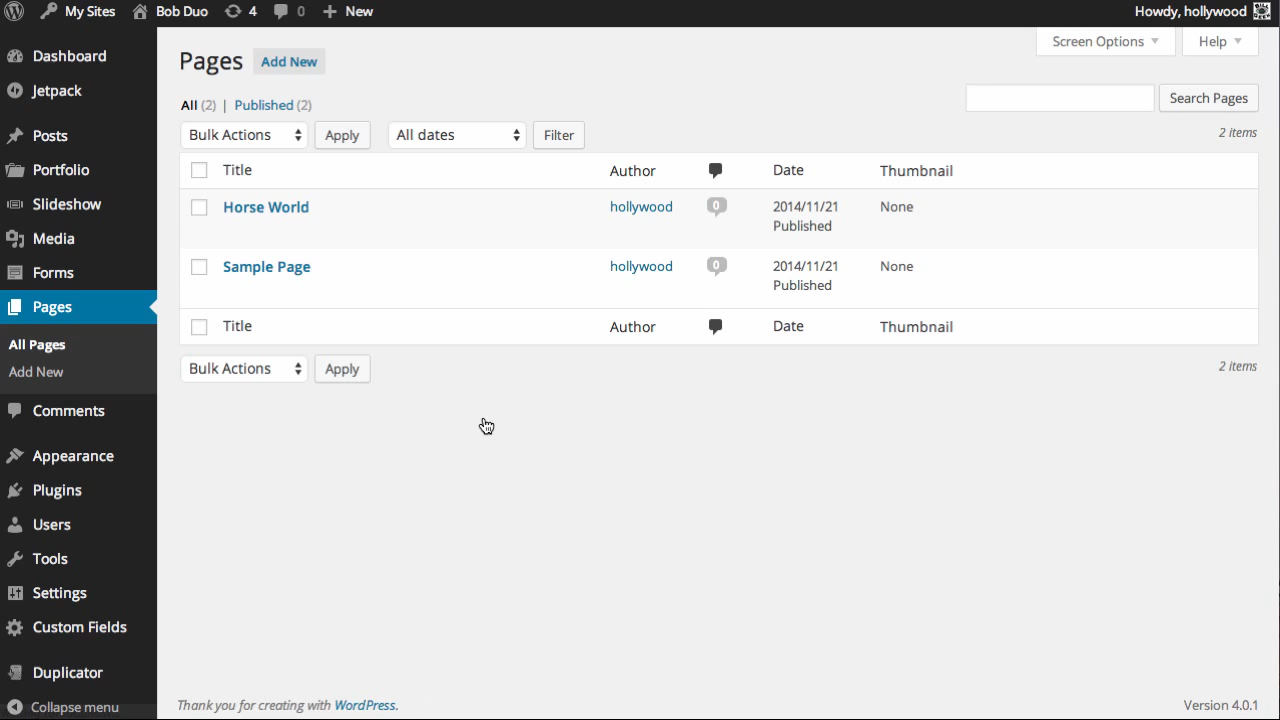 My Sites Bob Duo 4 0 New Howdy, hollywood
Dashboard
Jetpack
Posts
Portfolio
Slideshow
Media
Forms
Pages
All Pages
Add New
Comments
Appearance
Plugins
Users
Tools
Settings
Custom Fields
Duplicator
Collapse menu
Screen Options Help
Pages Add New
All (2) | Published (2)
Search Pages
Bulk Actions Apply All dates Filter
2 items
Title Author Date Thumbnail
Horse World hollywood 0 2014/11/21 None
Published
Sample Page hollywood 0 2014/11/21 None
Published
Title Author Date Thumbnail
Bulk Actions Apply 2 items
Thank you for creating with WordPress. Version 4.0.1